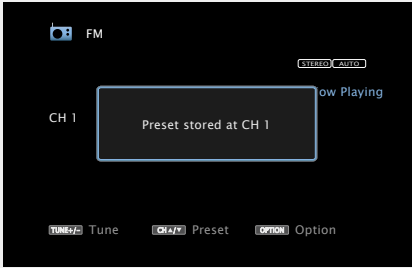 FM
STEREO AUTO
ow Playing
CH 1
Preset stored at CH 1
TUNE+/- Tune CH▲/▼ Preset OPTION Option